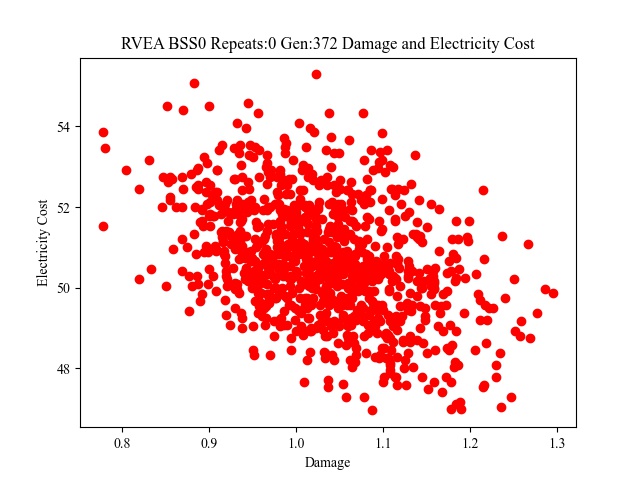 RVEA BSS0 Repeats:0 Gen:372 Damage and Electricity Cost
54
52
50
48
Electricity Cost
0.8 0.9 1.0 1.1 1.2 1.3
Damage